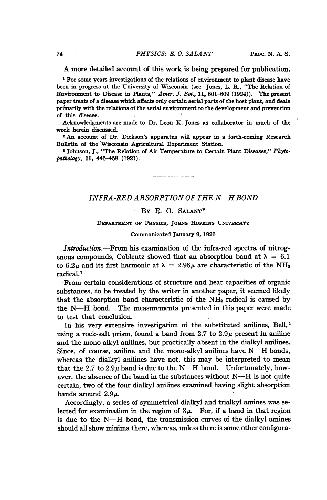 74 PHYSICS: E. O. SALANT Proc. N. A. S.
A more detailed account of this work is being prepared for publication.
¹ For some years investigations of the relations of environment to plant disease have
been in progress at the University of Wisconsin (see Jones, L. R., "The Relation of
Environment to Disease in Plants," Amer. J. Bot., 11, 601-609 (1924)). The present
paper treats of a disease which affects only certain aerial parts of the host plant, and deals
primarily with the relations of the aerial environment to the development and prevention
of this disease.
Acknowledgments are made to Dr. Leon K. Jones as collaborator in much of the
work herein discussed.
² An account of Dr. Dickson's apparatus will appear in a forth-coming Research
Bulletin of the Wisconsin Agricultural Department Station.
³ Johnson, J., "The Relation of Air Temperature to Certain Plant Diseases," Phyto-
pathology, 11, 446-458 (1921).
INFRA-RED ABSORPTION OF THE N—H BOND
By E. O. Salant*
Department of Physics, Johns Hopkins University
Communicated January 9, 1926
Introduction.—From his examination of the infra-red spectra of nitrog-
enous compounds, Coblentz showed that an absorption band at λ = 6.1
to 6.2μ and its first harmonic at λ = 2.96μ are characteristic of the NH₂
radical.¹
From certain considerations of structure and heat capacities of organic
substances, to be treated by the writer in another paper, it seemed likely
that the absorption band characteristic of the NH₂ radical is caused by
the N—H bond. The measurements presented in this paper were made
to test that conclusion.
In his very extensive investigation of the substituted anilins, Bell,²
using a rock-salt prism, found a band from 2.7 to 2.9μ present in aniline
and the mono-alkyl anilines, but practically absent in the dialkyl anilines.
Since, of course, aniline and the mono-alkyl anilines have N—H bonds,
whereas the dialkyl anilines have not, this may be interpreted to mean
that the 2.7 to 2.9μ band is due to the N—H bond. Unfortunately, how-
ever, the absence of the band in the substances without N—H is not quite
certain, two of the four dialkyl anilines examined having slight absorption
bands around 2.9μ.
Accordingly, a series of symmetrical dialkyl and trialkyl amines was se-
lected for examination in the region of 3μ. For, if a band in that region
is due to the N—H bond, the transmission curves of the dialkyl amines
should all show minima there, whereas, unless there is some other configura-